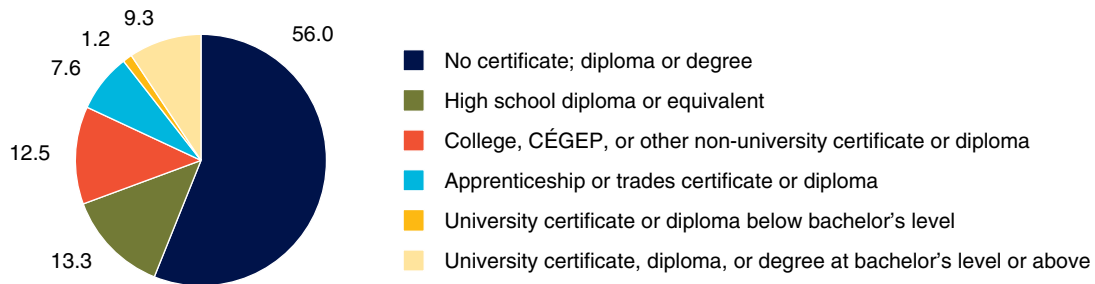 9.3
56.0
1.2
7.6
12.5
13.3
No certificate; diploma or degree
High school diploma or equivalent
College, CÉGEP, or other non-university certificate or diploma
Apprenticeship or trades certificate or diploma
University certificate or diploma below bachelor’s level
University certificate, diploma, or degree at bachelor’s level or above